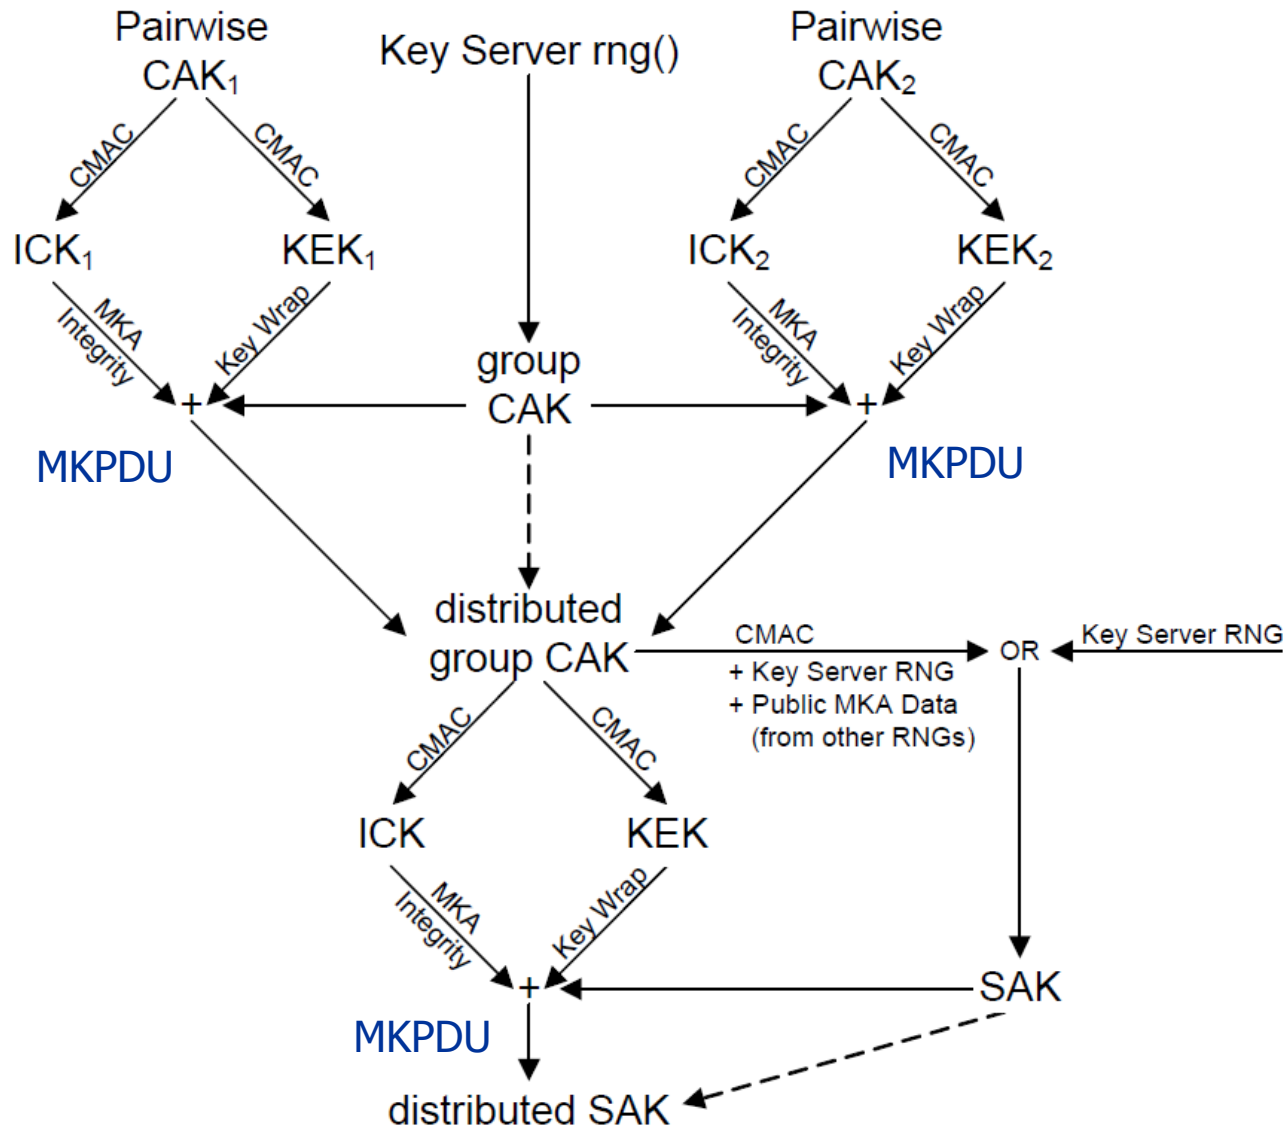 Pairwise
CAK1
Key Server rng()
Pairwise
CAK2
CMAC
CMAC
CMAC
CMAC
ICK1
KEK1
ICK2
KEK2
MKA
Integrity
Key Wrap
MKA
Integrity
Key Wrap
group
CAK
+
+
MKPDU
MKPDU
distributed
group CAK
CMAC
+ Key Server RNG
+ Public MKA Data
(from other RNGs)
OR
Key Server RNG
CMAC
CMAC
ICK
KEK
MKA
Integrity
Key Wrap
+
SAK
MKPDU
distributed SAK